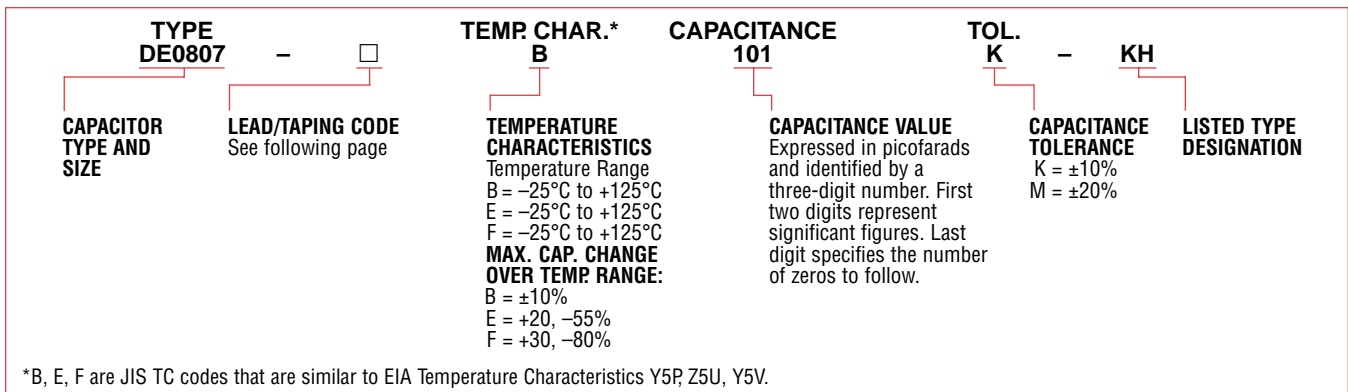 TYPE TEMP. CHAR.* CAPACITANCE TOL.
DE0807 – □ B 101 K – KH
CAPACITOR
TYPE AND
SIZE
LEAD/TAPING CODE
See following page
TEMPERATURE
CHARACTERISTICS
Temperature Range
B = –25°C to +125°C
E = –25°C to +125°C
F = –25°C to +125°C
MAX. CAP. CHANGE
OVER TEMP. RANGE:
B = ±10%
E = +20, –55%
F = +30, –80%
CAPACITANCE VALUE
Expressed in picofarads
and identified by a
three-digit number. First
two digits represent
significant figures. Last
digit specifies the number
of zeros to follow.
CAPACITANCE
TOLERANCE
K = ±10%
M = ±20%
LISTED TYPE
DESIGNATION
*B, E, F are JIS TC codes that are similar to EIA Temperature Characteristics Y5P, Z5U, Y5V.